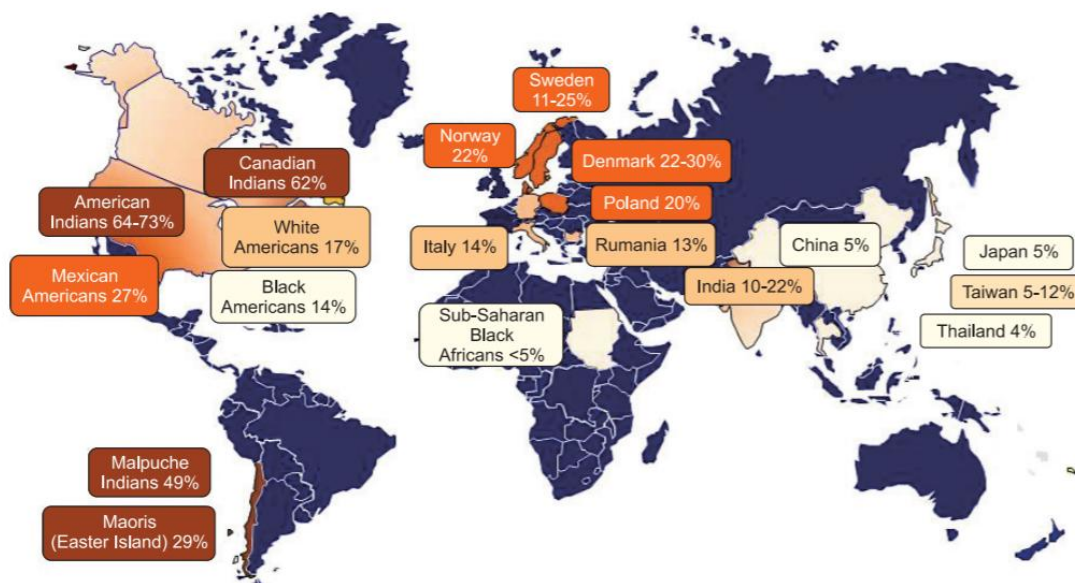 Sweden
11-25%
Norway
22%
Denmark 22-30%
Canadian
Indians 62%
American
Indians 64-73%
White
Americans 17%
Poland 20%
Italy 14%
Rumania 13%
China 5%
Japan 5%
Mexican
Americans 27%
Black
Americans 14%
India 10-22%
Taiwan 5-12%
Sub-Saharan
Black
Africans <5%
Thailand 4%
Malpuche
Indians 49%
Maoris
(Easter Island) 29%